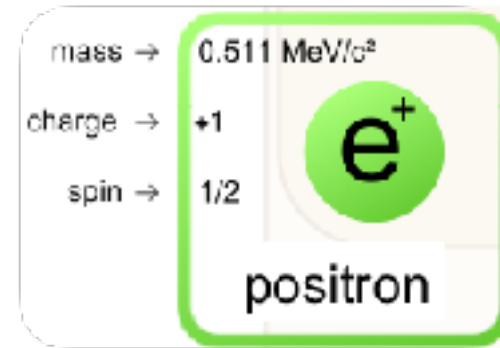 mass → 0.511 MeV/c²
charge → +1
spin → 1/2
e⁺
positron